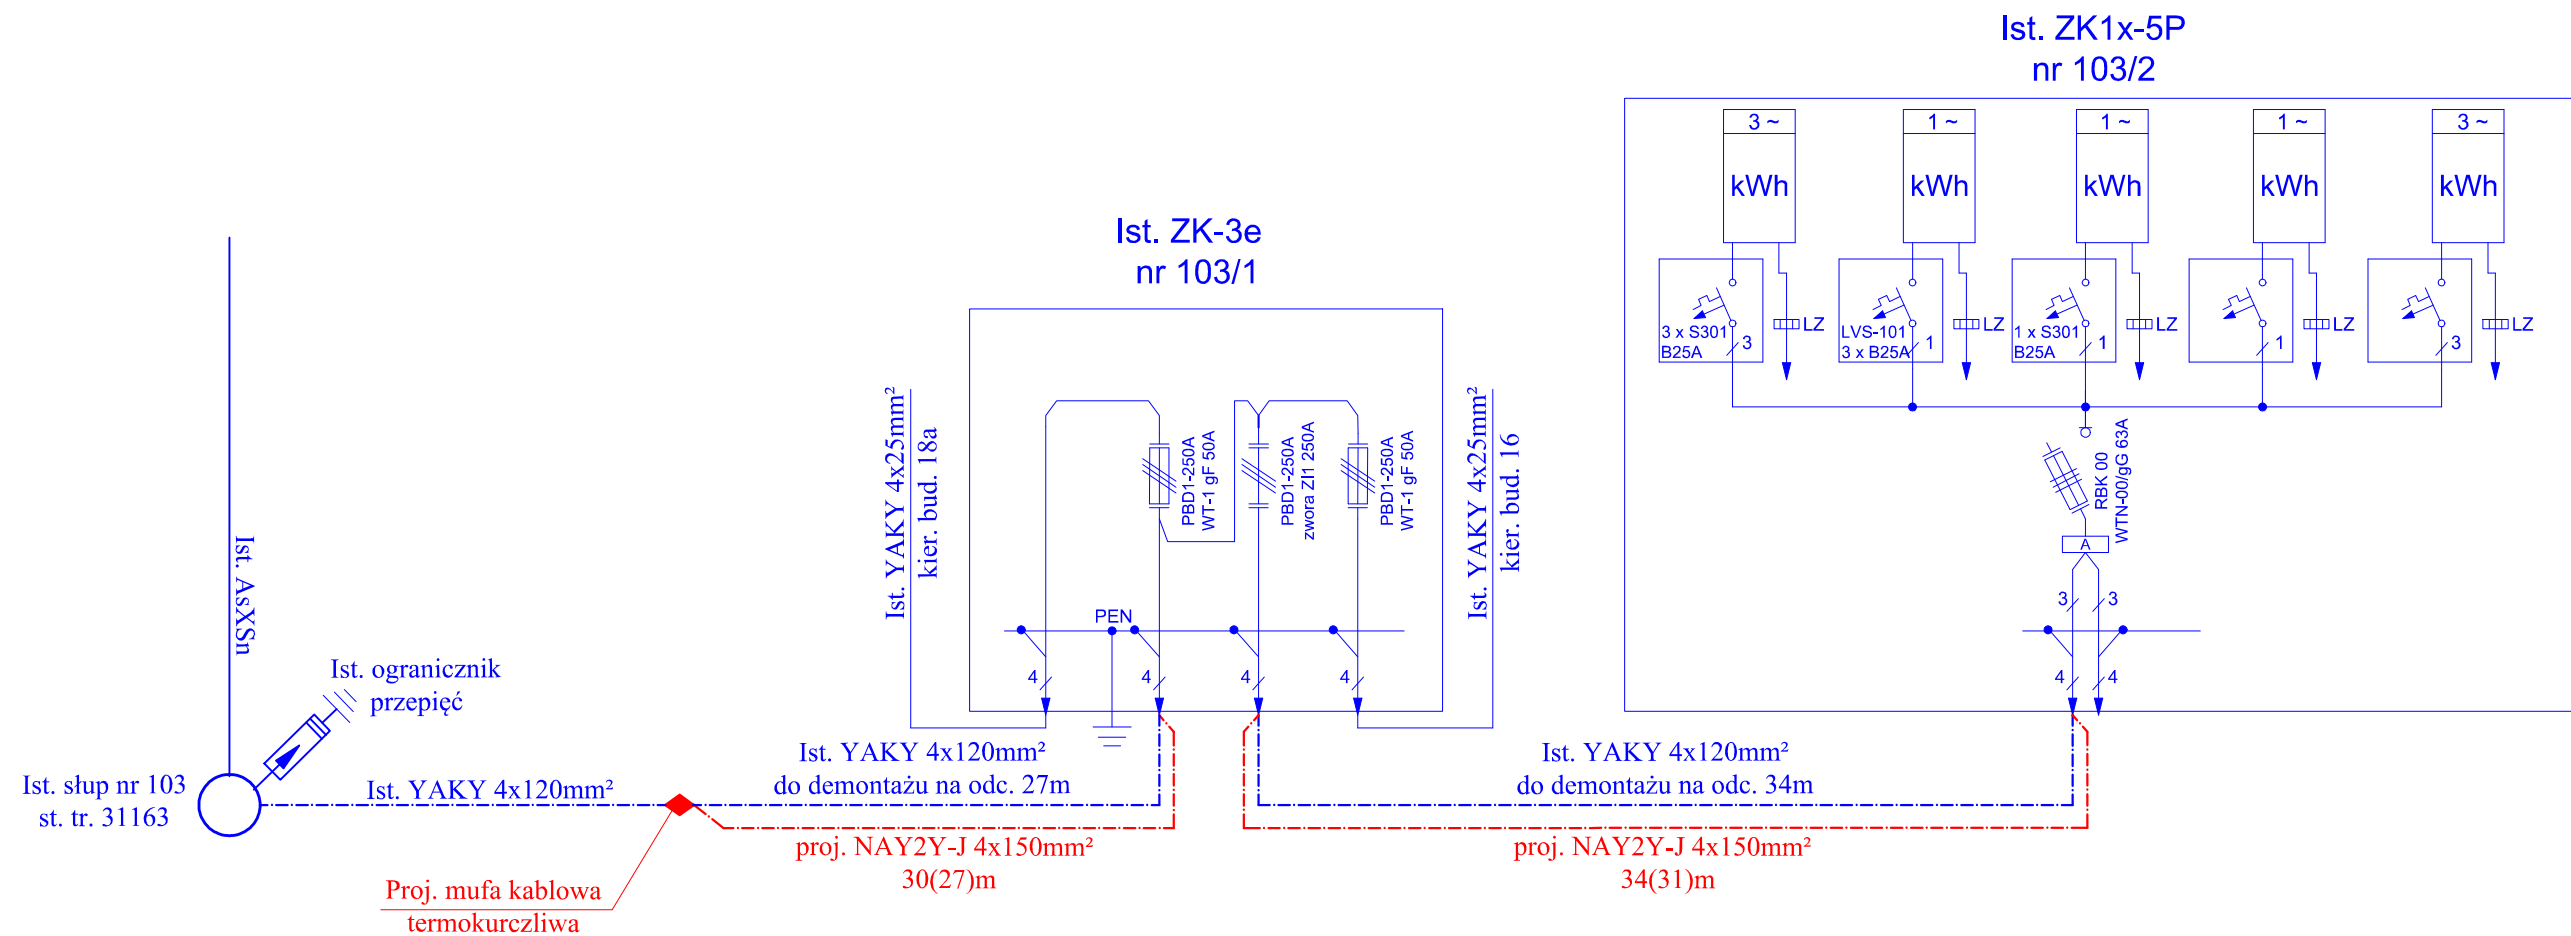 Ist. ZK1x-5P
nr 103/2
3 ~
1 ~
1 ~
1 ~
3 ~
kWh
kWh
kWh
kWh
kWh
3 x S301
B25A
3
LZ
LVS-101
3 x B25A
1
LZ
1 x S301
B25A
1
LZ
1
LZ
3
LZ
RBK 00
WTN-00/gG 63A
A
3
3
4
4
Ist. ZK-3e
nr 103/1
Ist. YAKY 4x25mm²
kier. bud. 18a
PBD1-250A
WT-1 gF 50A
PBD1-250A
zwora ZI1 250A
PBD1-250A
WT-1 gF 50A
Ist. YAKY 4x25mm²
kier. bud. 16
PEN
4
4
4
4
Ist. AsXSn
Ist. ogranicznik
przepięć
Ist. słup nr 103
st. tr. 31163
Ist. YAKY 4x120mm²
Ist. YAKY 4x120mm²
do demontażu na odc. 27m
Ist. YAKY 4x120mm²
do demontażu na odc. 34m
proj. NAY2Y-J 4x150mm²
30(27)m
proj. NAY2Y-J 4x150mm²
34(31)m
Proj. mufa kablowa
termokurczliwa